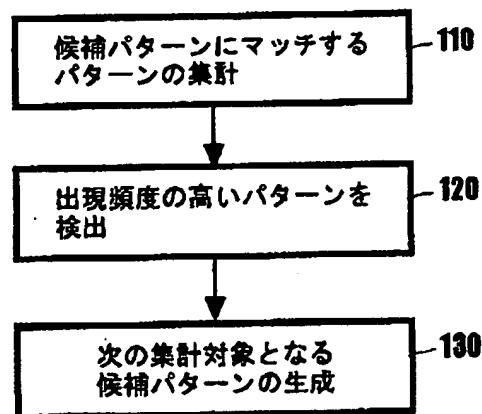 候補パターンにマッチする
パターンの集計
110
出現頻度の高いパターンを
検出
120
次の集計対象となる
候補パターンの生成
130